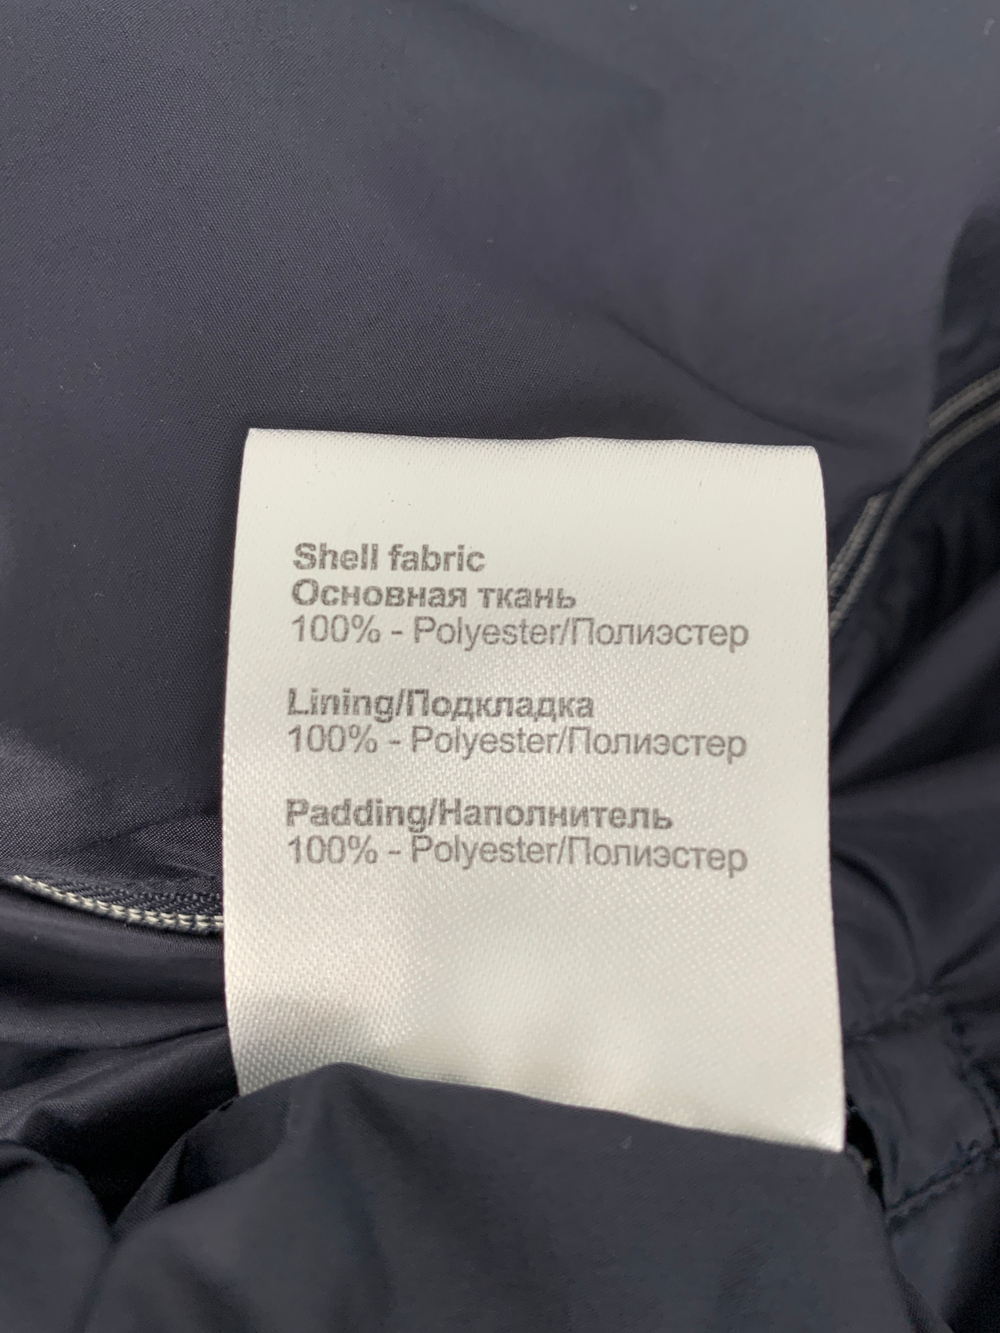 Shell fabric
Основная ткань
100% - Polyester/Полиэстер
Lining/Подкладка
100% - Polyester/Полиэстер
Padding/Наполнитель
100% - Polyester/Полиэстер